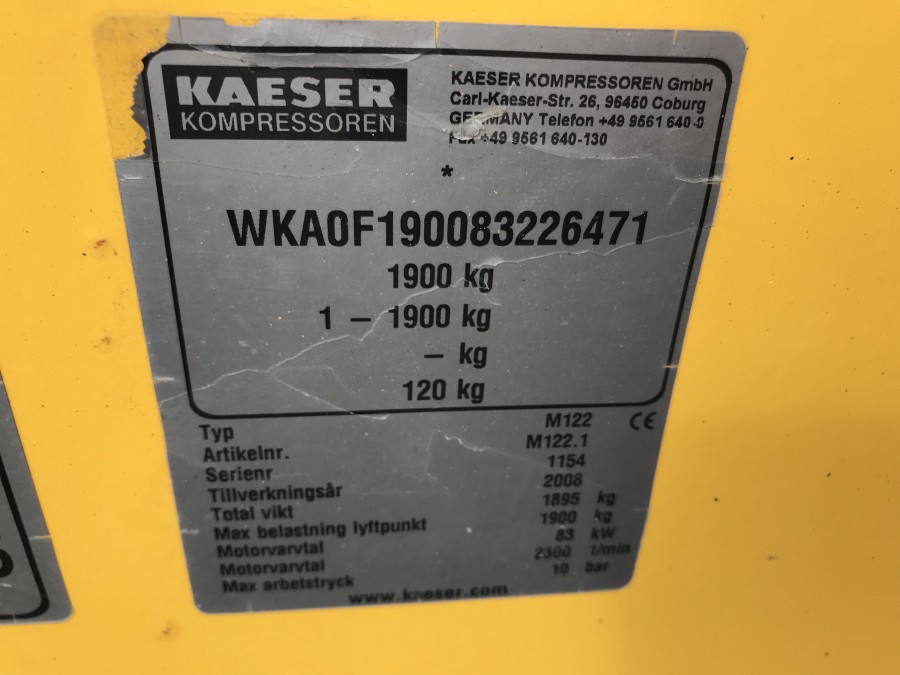 KAESER
KOMPRESSOREN
KAESER KOMPRESSOREN GmbH
Carl-Kaeser-Str. 26, 96450 Coburg
GERMANY Telefon +49 9561 640-0
Fax +49 9561 640-130
*
WKA0F190083226471
1900 kg
1 – 1900 kg
– kg
120 kg
Typ M122 CE
Artikelnr. M122.1
Serienr 1154
Tillverkningsår 2008
Total vikt 1895 kg
Max belastning lyftpunkt 1900 kg
Motorvarvtal 83 kW
Motorvarvtal 2300 1/min
Max arbetstryck 10 bar
www.kaeser.com